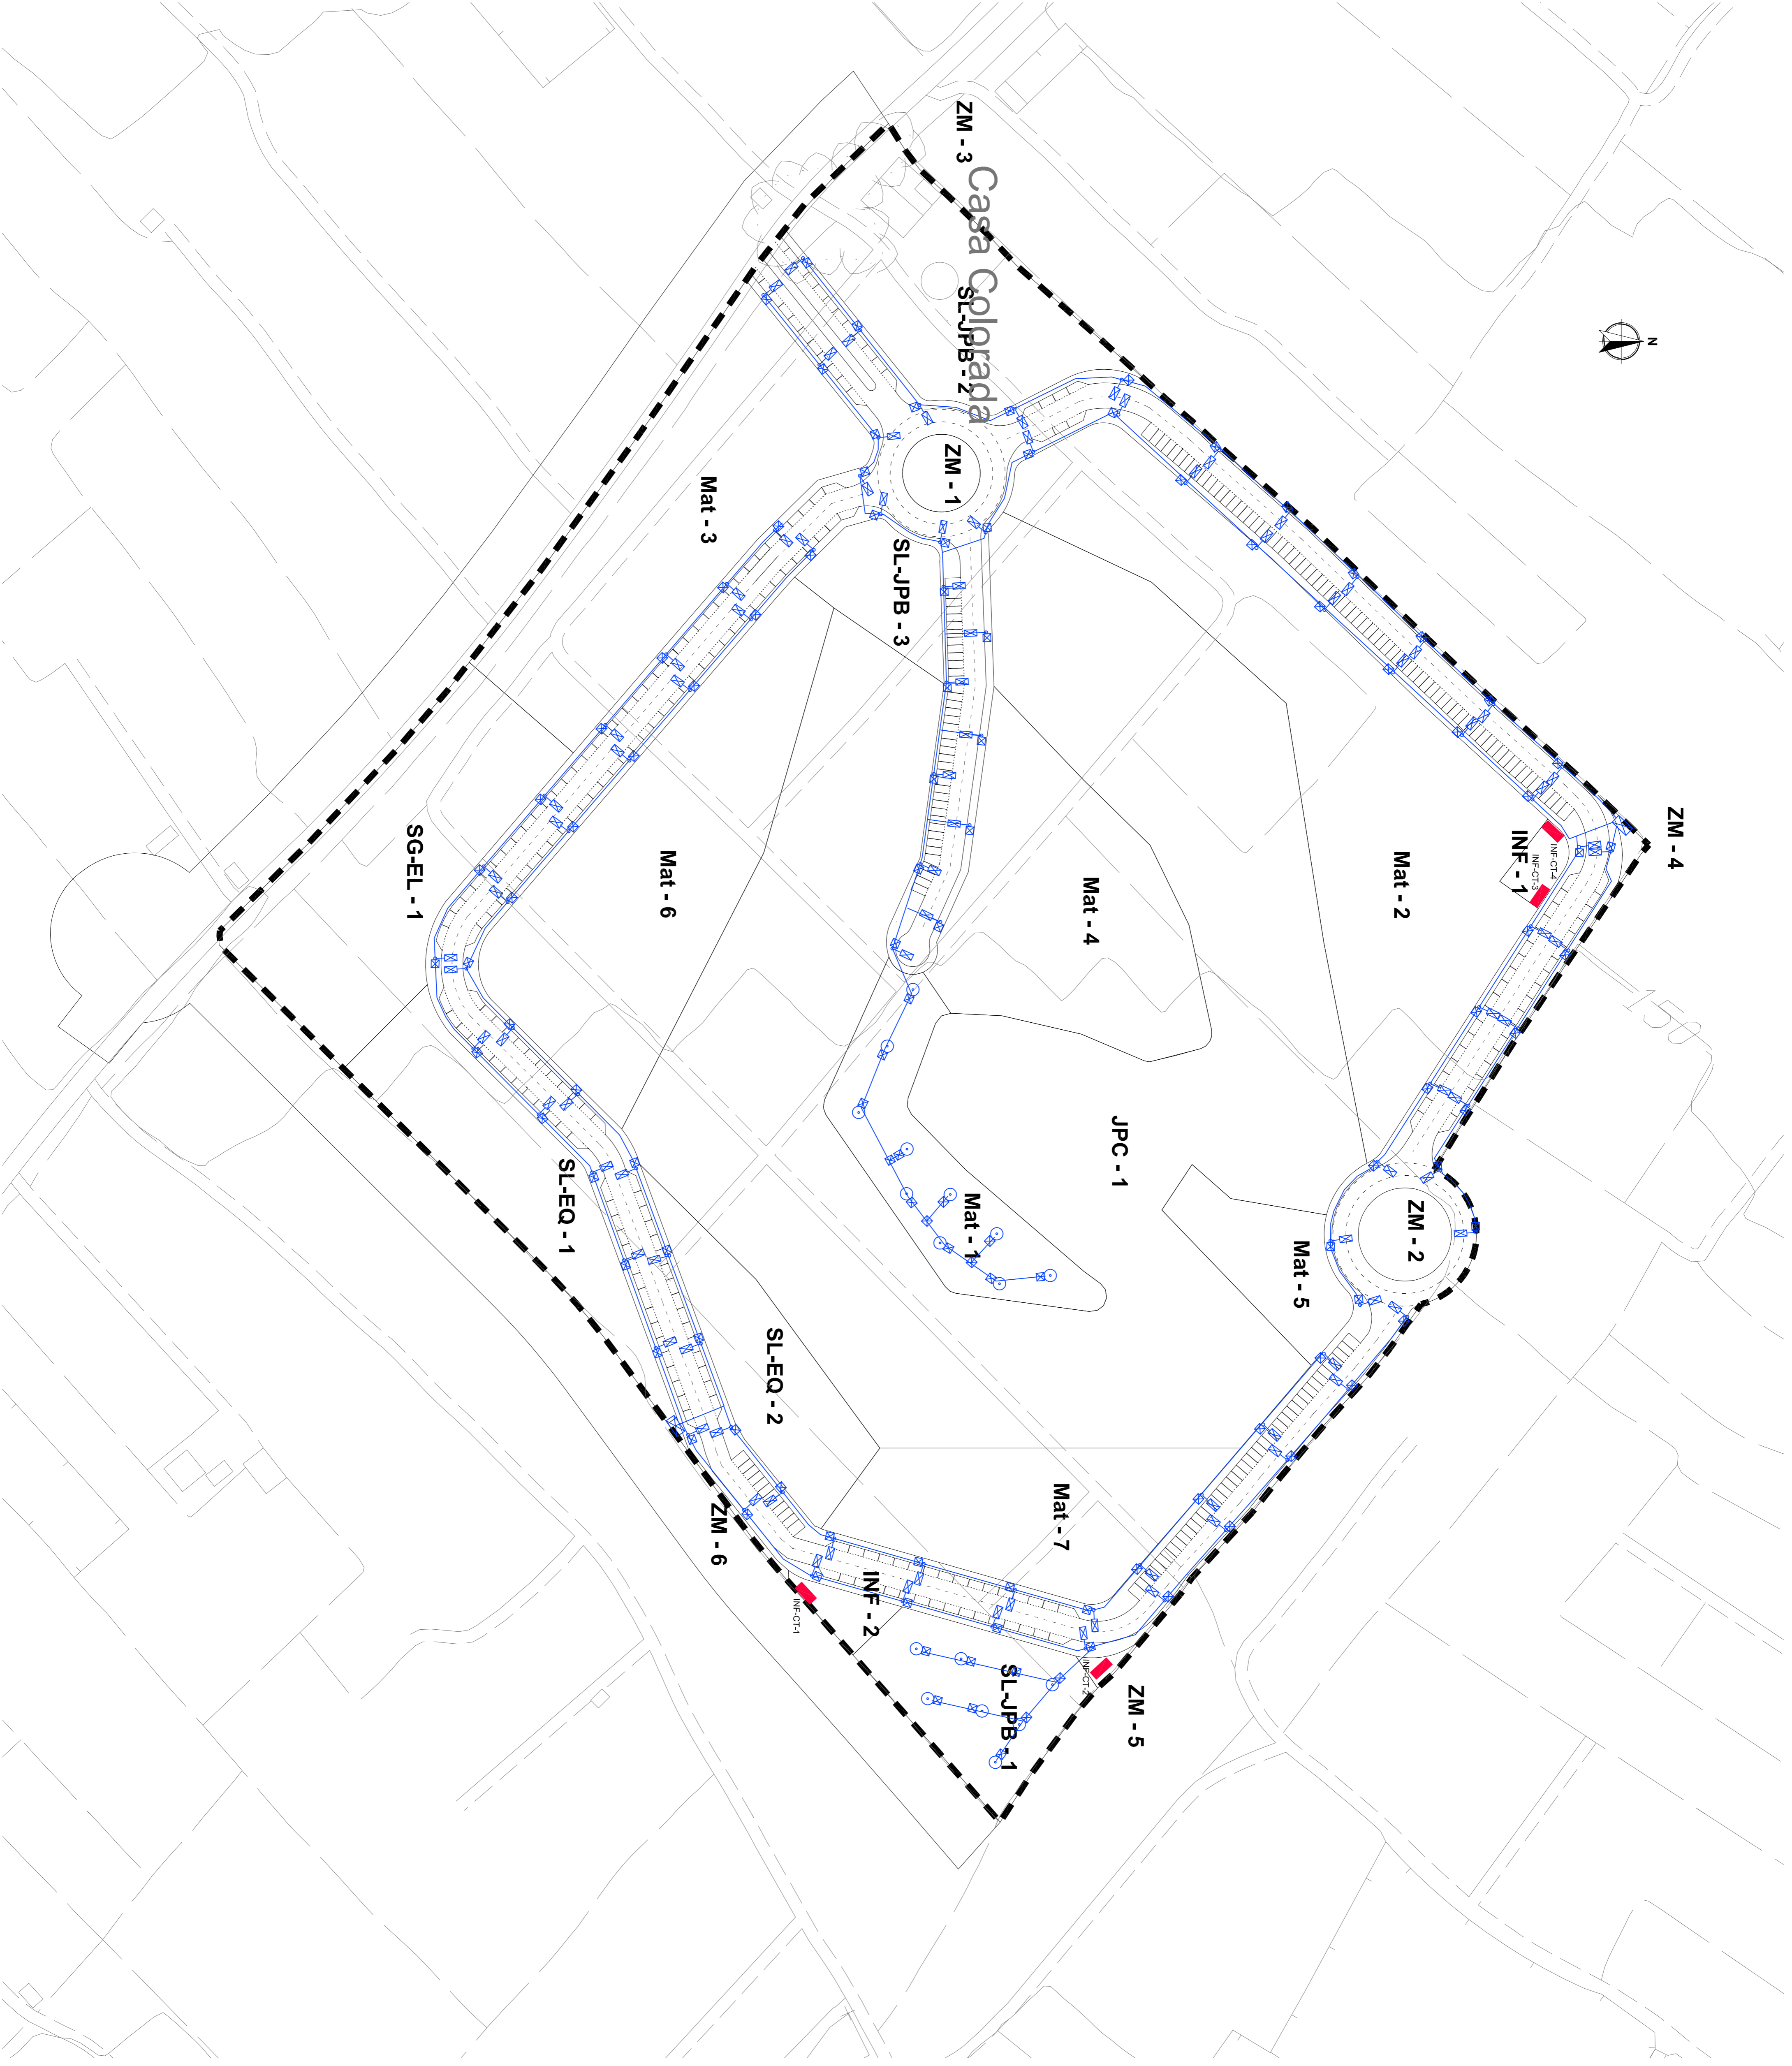 N
ZM - 4
INF - 1
INF-CT-4
INF-CT-3
Mat - 2
ZM - 2
Mat - 5
ZM - 5
JPC - 1
Mat - 4
Mat - 7
INF-CT-2
SL-JPB - 1
Casa Colorada
ZM - 3
SL-JPB - 2
ZM - 1
Mat - 1
SL-JPB - 3
INF - 2
INF-CT-1
SL-EQ - 2
ZM - 6
Mat - 3
Mat - 6
SL-EQ - 1
SG-EL - 1